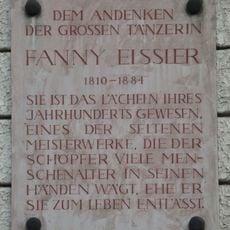 DEM ANDENKEN
DER GROSSEN TÄNZERIN
FANNY ELSSLER
1810-1884
SIE IST DAS LÄCHELN IHRES
JAHRHUNDERTS GEWESEN,
EINES DER SELTENEN
MEISTERWERKE, DIE DER
SCHÖPFER VIELE MEN-
SCHENALTER IN SEINEN
HÄNDEN WÄGT, EHE ER
SIE ZUM LEBEN ENTLÄSST.